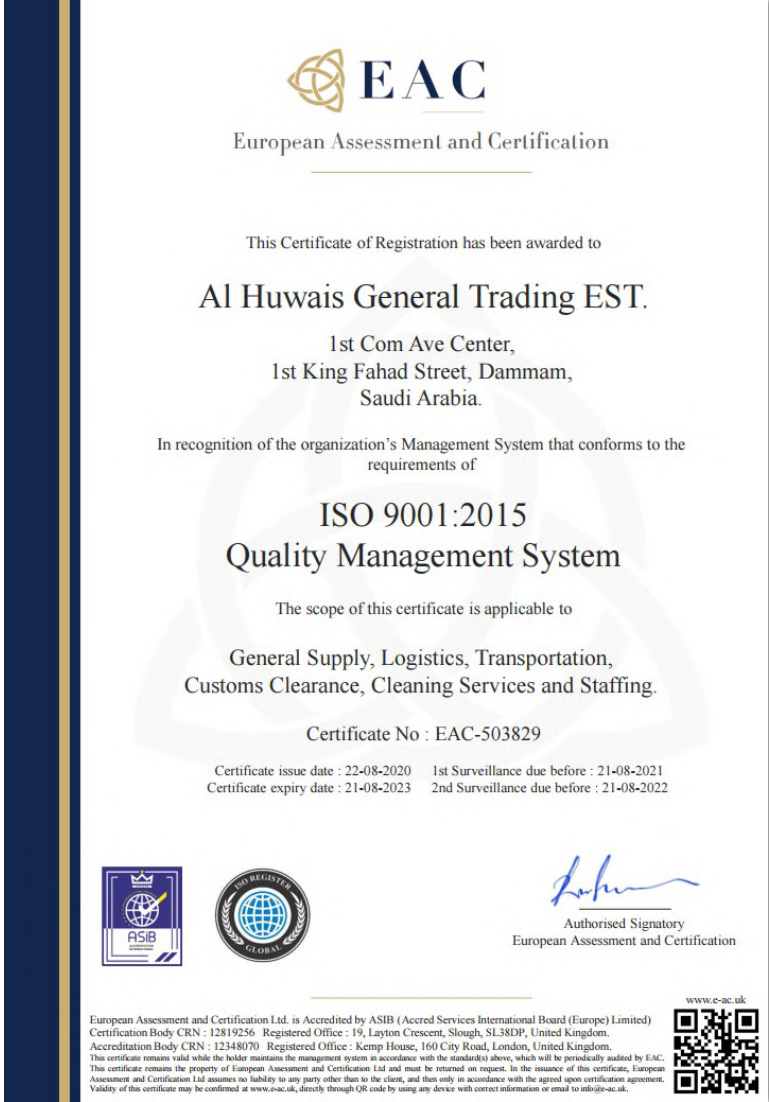 EAC
European Assessment and Certification
This Certificate of Registration has been awarded to
Al Huwais General Trading EST.
1st Com Ave Center,
1st King Fahad Street, Dammam,
Saudi Arabia.
In recognition of the organization's Management System that conforms to the
requirements of
ISO 9001:2015
Quality Management System
The scope of this certificate is applicable to
General Supply, Logistics, Transportation,
Customs Clearance, Cleaning Services and Staffing.
Certificate No : EAC-503829
Certificate issue date : 22-08-2020 1st Surveillance due before : 21-08-2021
Certificate expiry date : 21-08-2023 2nd Surveillance due before : 21-08-2022
ASIB
ACCREDITATION
INTERNATIONAL
ISO REGISTER
GLOBAL
Authorised Signatory
European Assessment and Certification
www.e-ac.uk
European Assessment and Certification Ltd. is Accredited by ASIB (Accred Services International Board (Europe) Limited)
Certification Body CRN : 12819256 Registered Office : 19, Layton Crescent, Slough, SL38DP, United Kingdom.
Accreditation Body CRN : 12348070 Registered Office : Kemp House, 160 City Road, London, United Kingdom.
This certificate remains valid while the holder maintains the management system in accordance with the standard(s) above, which will be periodically audited by EAC.
This certificate remains the property of European Assessment and Certification Ltd and must be returned on request. In the issuance of this certificate, European
Assessment and Certification Ltd assumes no liability to any party other than to the client, and then only in accordance with the agreed upon certification agreement.
Validity of this certificate may be confirmed at www.e-ac.uk, directly through QR code by using any device with correct information or email to info@e-ac.uk.